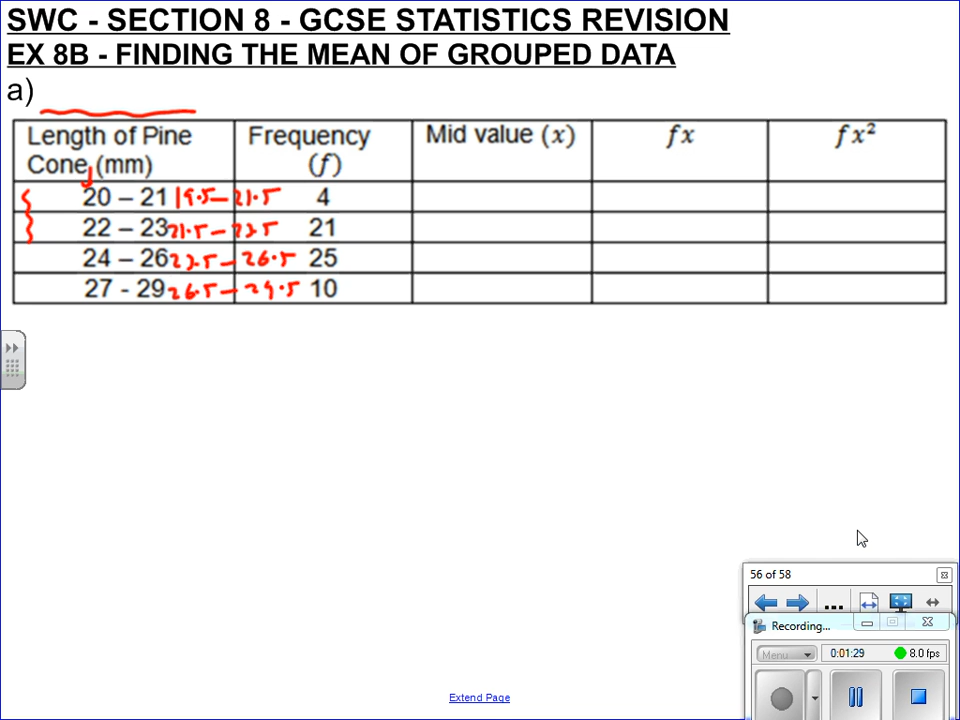 SWC - SECTION 8 - GCSE STATISTICS REVISION
EX 8B - FINDING THE MEAN OF GROUPED DATA
a)
Length of Pine Cone (mm) Frequency (f) Mid value (x) fx fx²
20 – 21 19.5 – 21.5 4
22 – 23 21.5 – 23.5 21
24 – 26 23.5 – 26.5 25
27 - 29 26.5 – 29.5 10
56 of 58
...
Recording...
Menu 0:01:29 8.0 fps
Extend Page